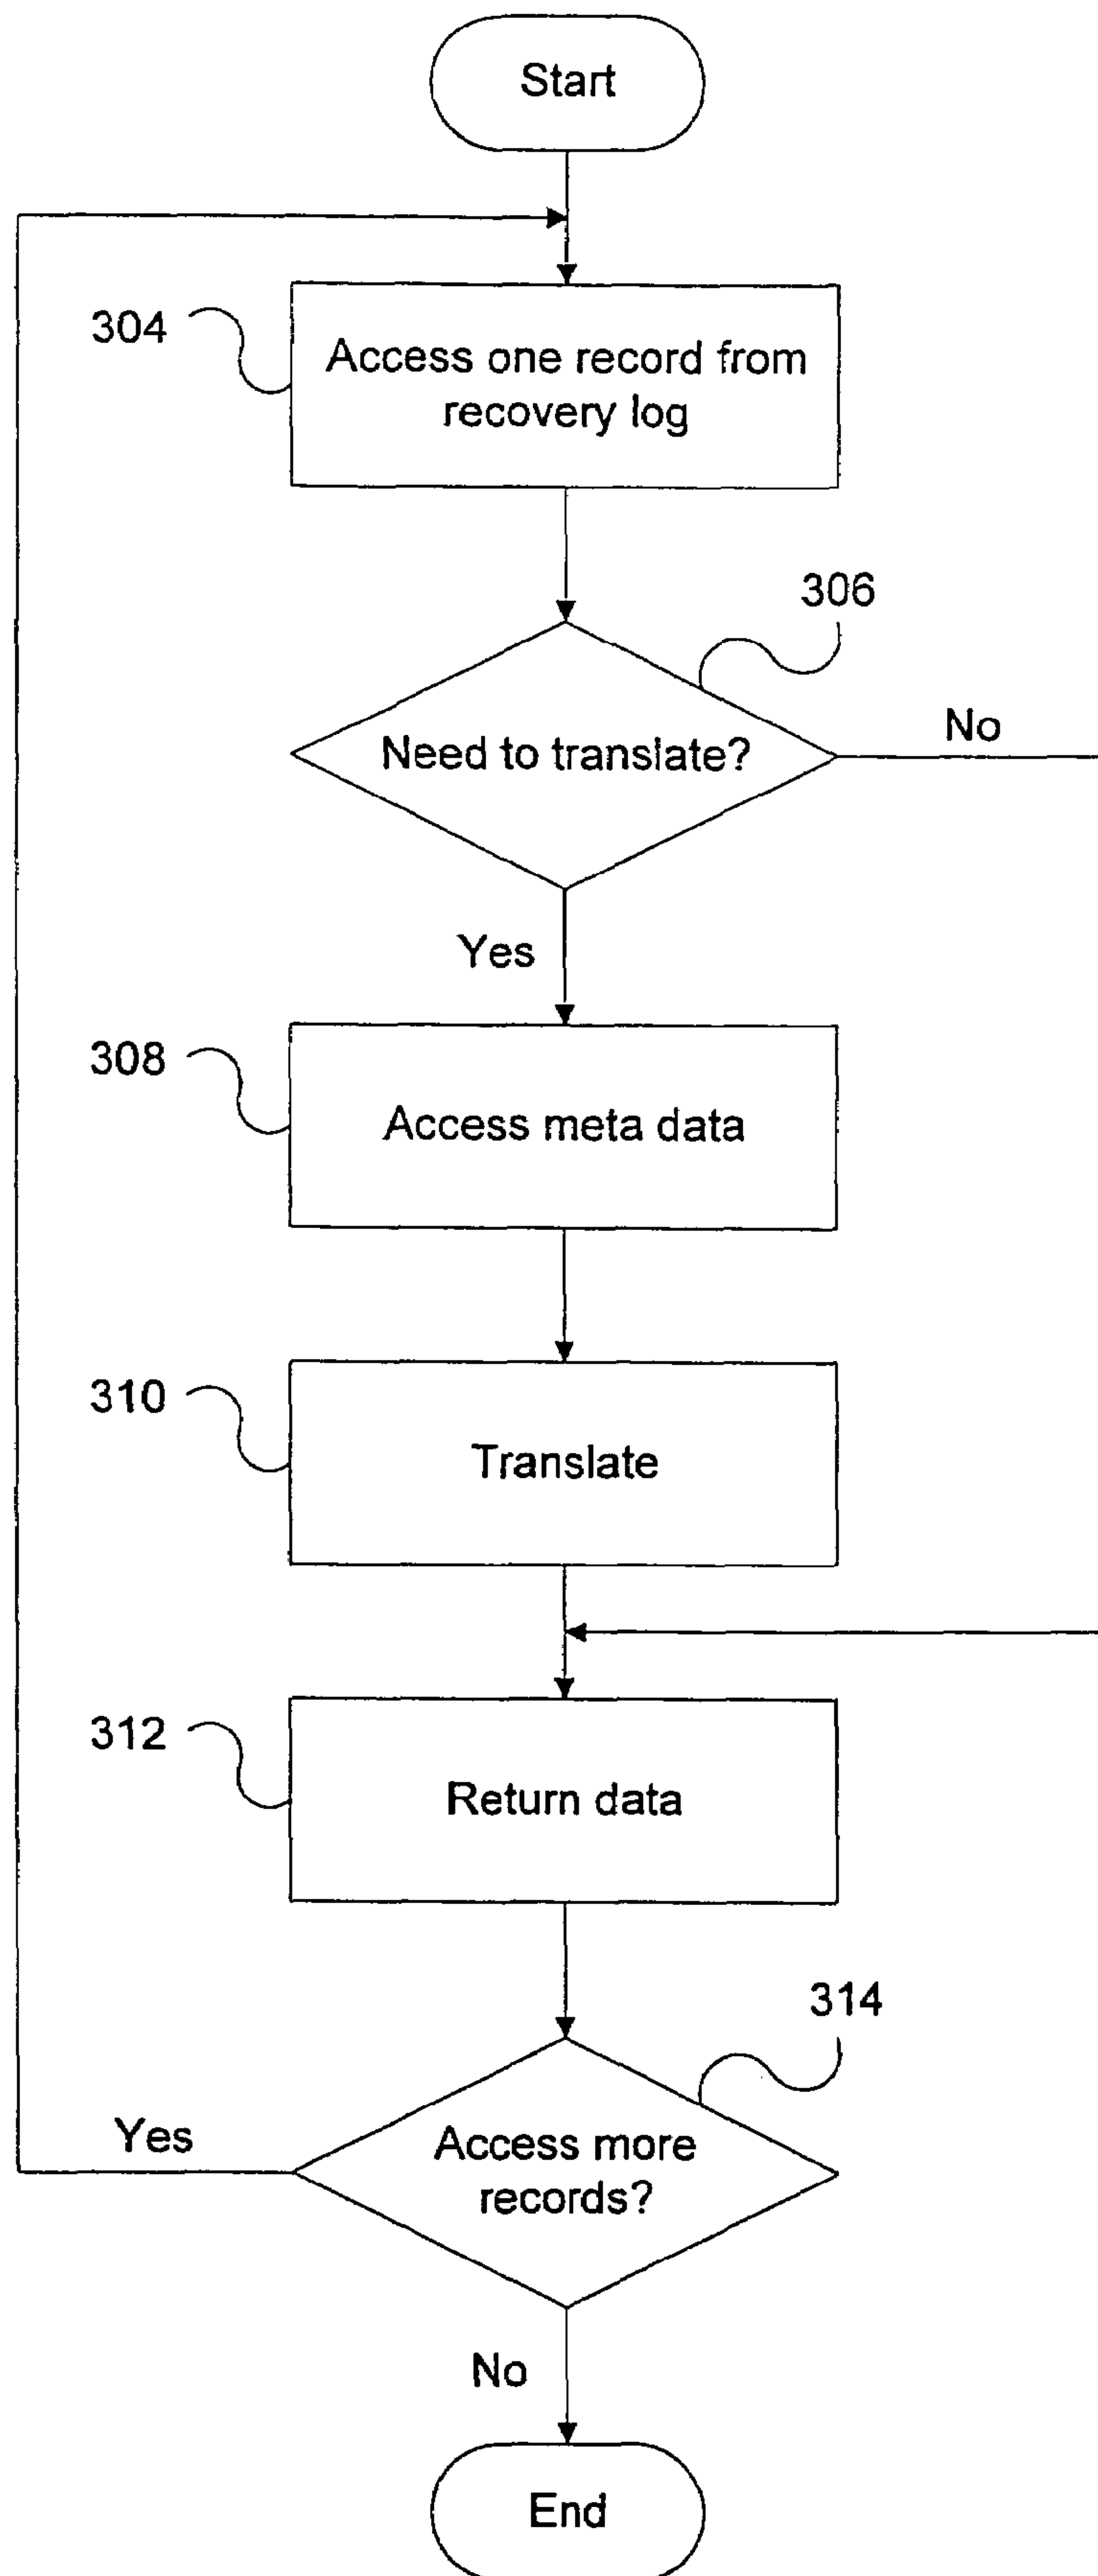 Start
304
Access one record from
recovery log
306
Need to translate?
No
Yes
308
Access meta data
310
Translate
312
Return data
314
Access more
records?
Yes
No
End